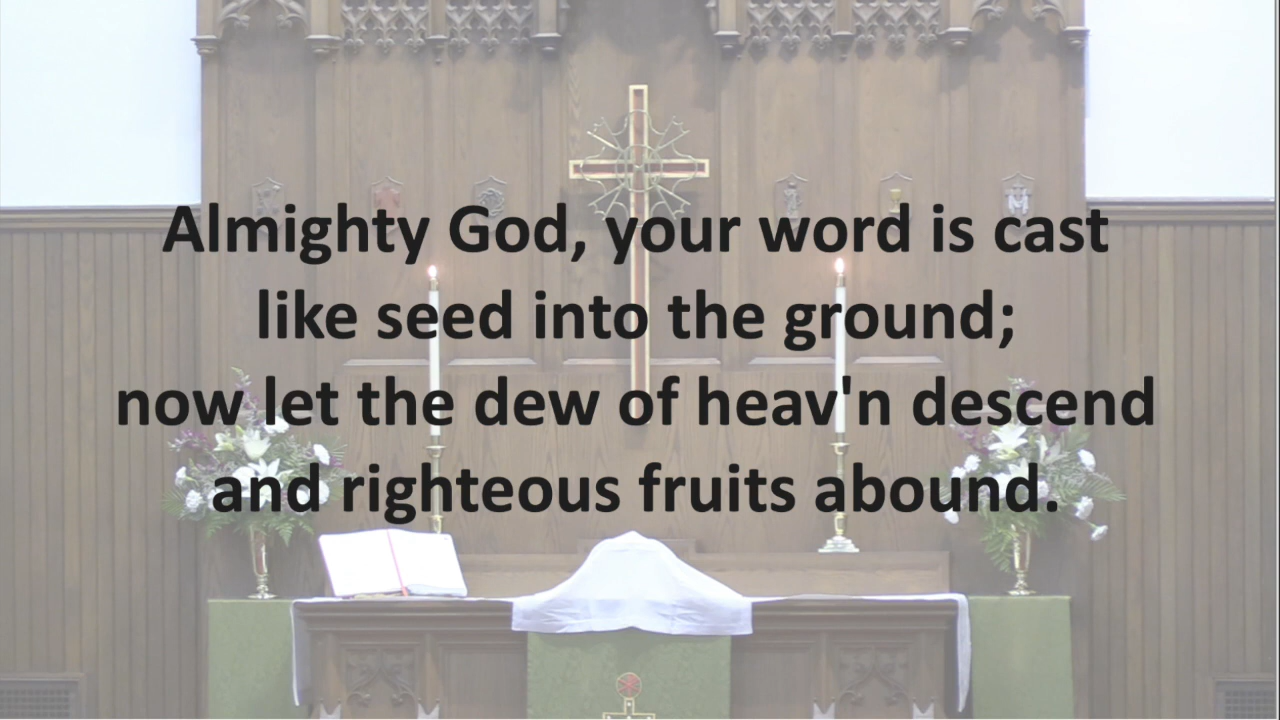 Almighty God, your word is cast
like seed into the ground;
now let the dew of heav'n descend
and righteous fruits abound.